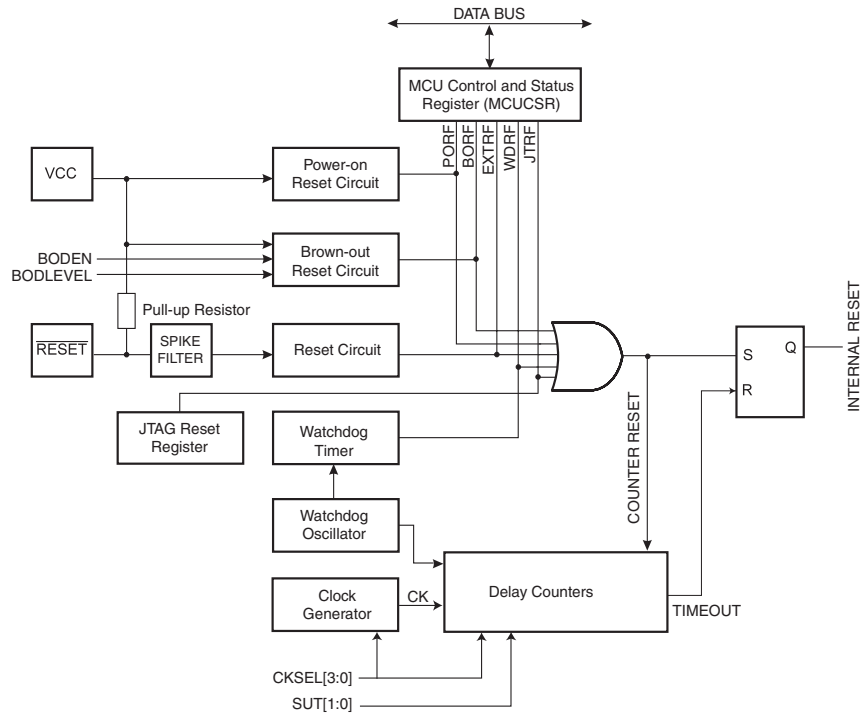 DATA BUS
MCU Control and Status
Register (MCUCSR)
PORF
BORF
EXTRF
WDRF
JTRF
VCC
Power-on
Reset Circuit
BODEN
BODLEVEL
Brown-out
Reset Circuit
Pull-up Resistor
RESET
SPIKE
FILTER
Reset Circuit
JTAG Reset
Register
Watchdog
Timer
Watchdog
Oscillator
Clock
Generator
CK
Delay Counters
COUNTER RESET
TIMEOUT
S
R
Q
INTERNAL RESET
CKSEL[3:0]
SUT[1:0]